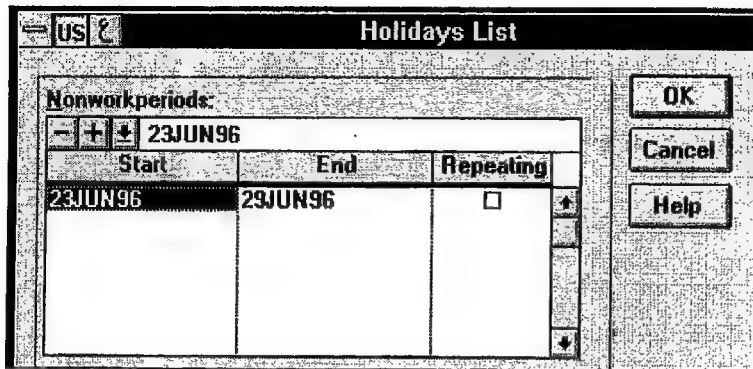 US Holidays List
Nonworkperiods:
23JUN96
Start End Repeating
23JUN96 29JUN96
OK
Cancel
Help